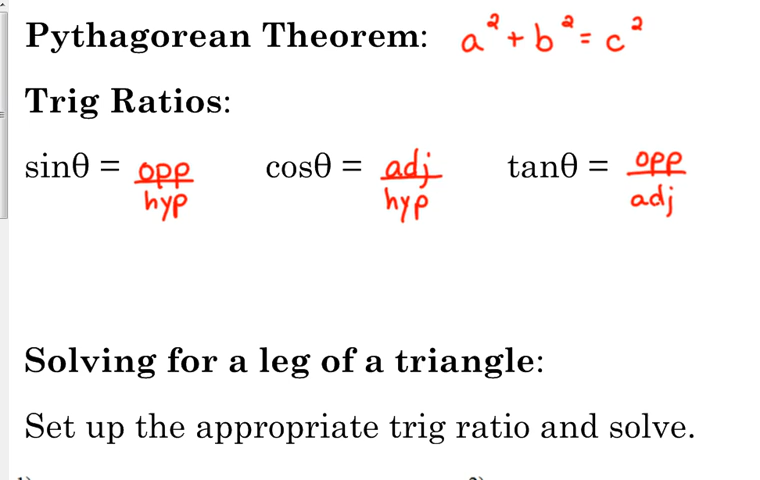 Pythagorean Theorem: a² + b² = c²
Trig Ratios:
sinθ = opp/hyp cosθ = adj/hyp tanθ = opp/adj
Solving for a leg of a triangle:
Set up the appropriate trig ratio and solve.